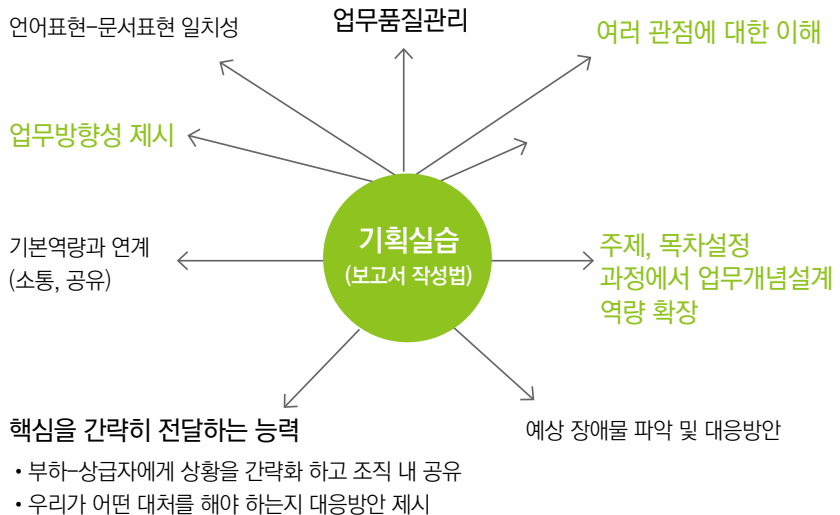 언어표현–문서표현 일치성
업무품질관리
여러 관점에 대한 이해
업무방향성 제시
기본역량과 연계
(소통, 공유)
기획실습
(보고서 작성법)
주제, 목차설정
과정에서 업무개념설계
역량 확장
핵심을 간략히 전달하는 능력
• 부하–상급자에게 상황을 간략화 하고 조직 내 공유
• 우리가 어떤 대처를 해야 하는지 대응방안 제시
예상 장애물 파악 및 대응방안